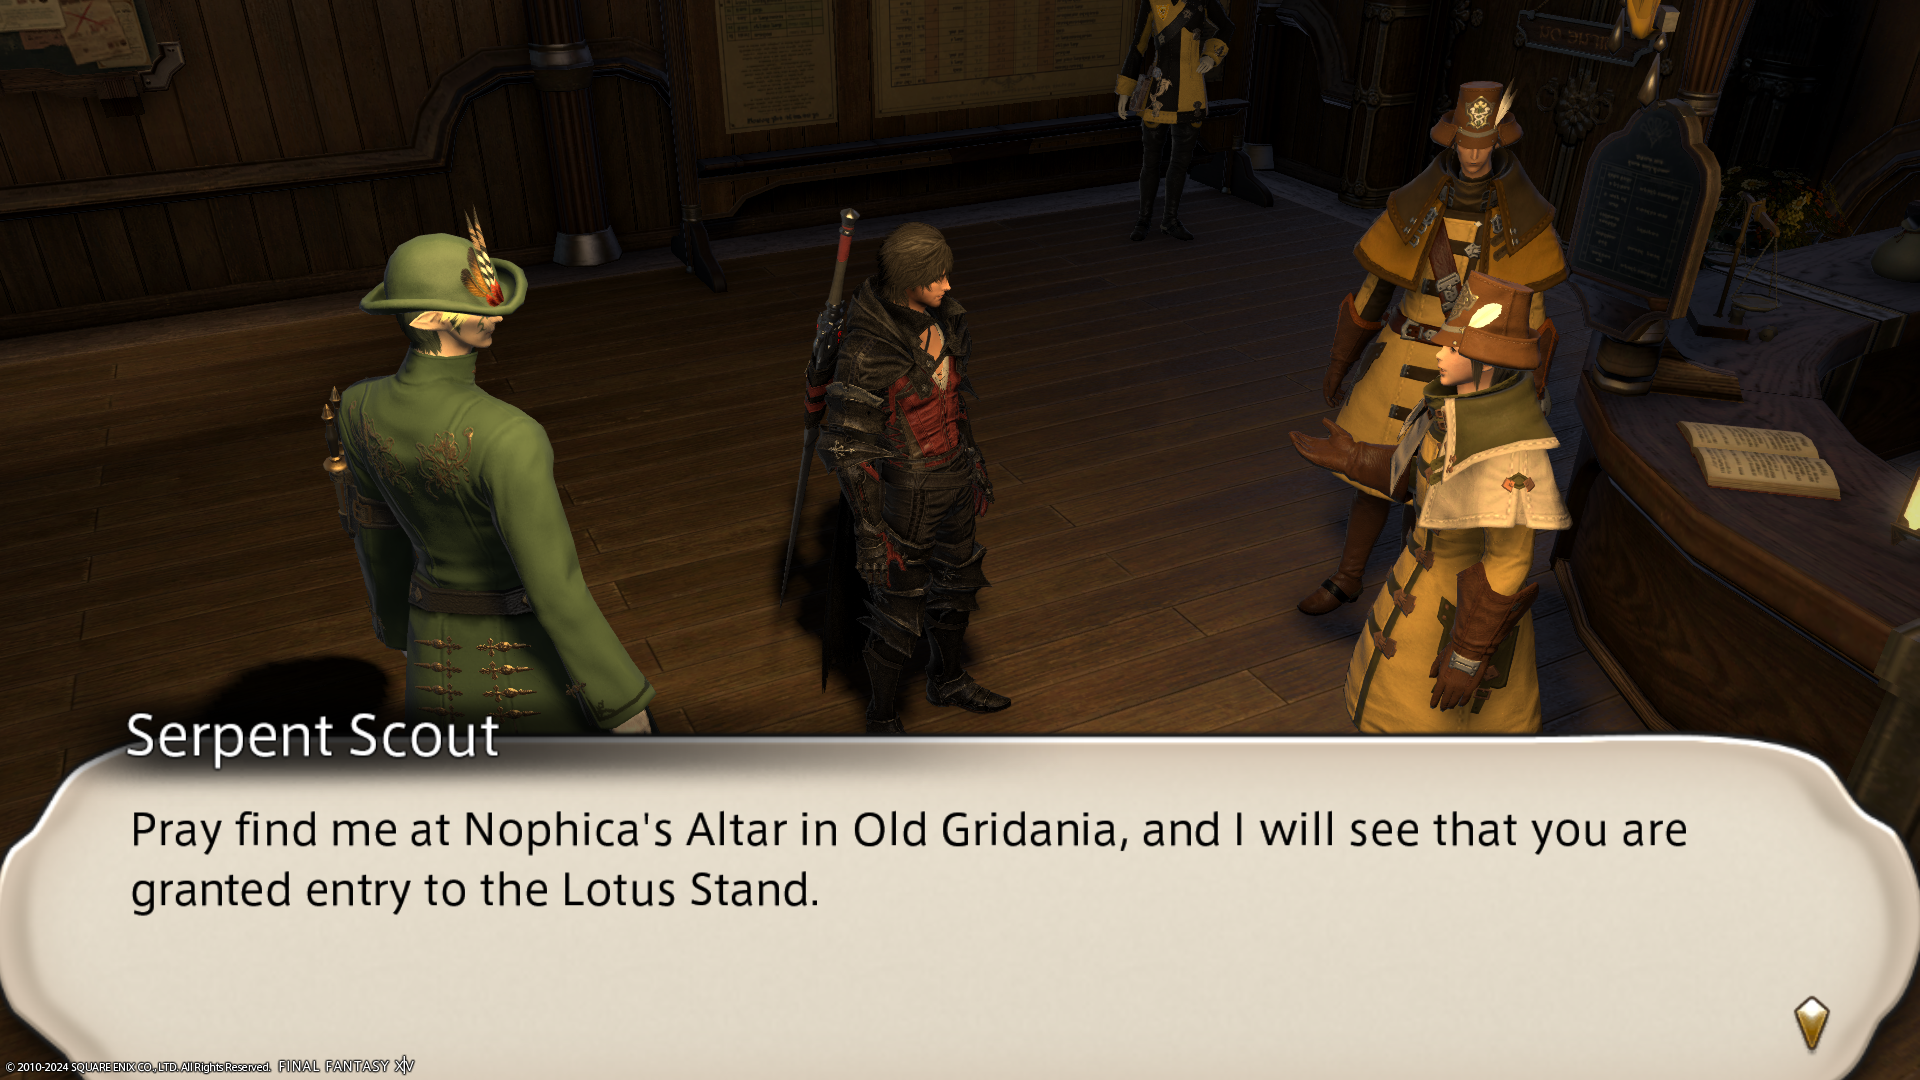 Serpent Scout
Pray find me at Nophica's Altar in Old Gridania, and I will see that you are
granted entry to the Lotus Stand.
© 2010-2024 SQUARE ENIX CO., LTD. All Rights Reserved. FINAL FANTASY XIV